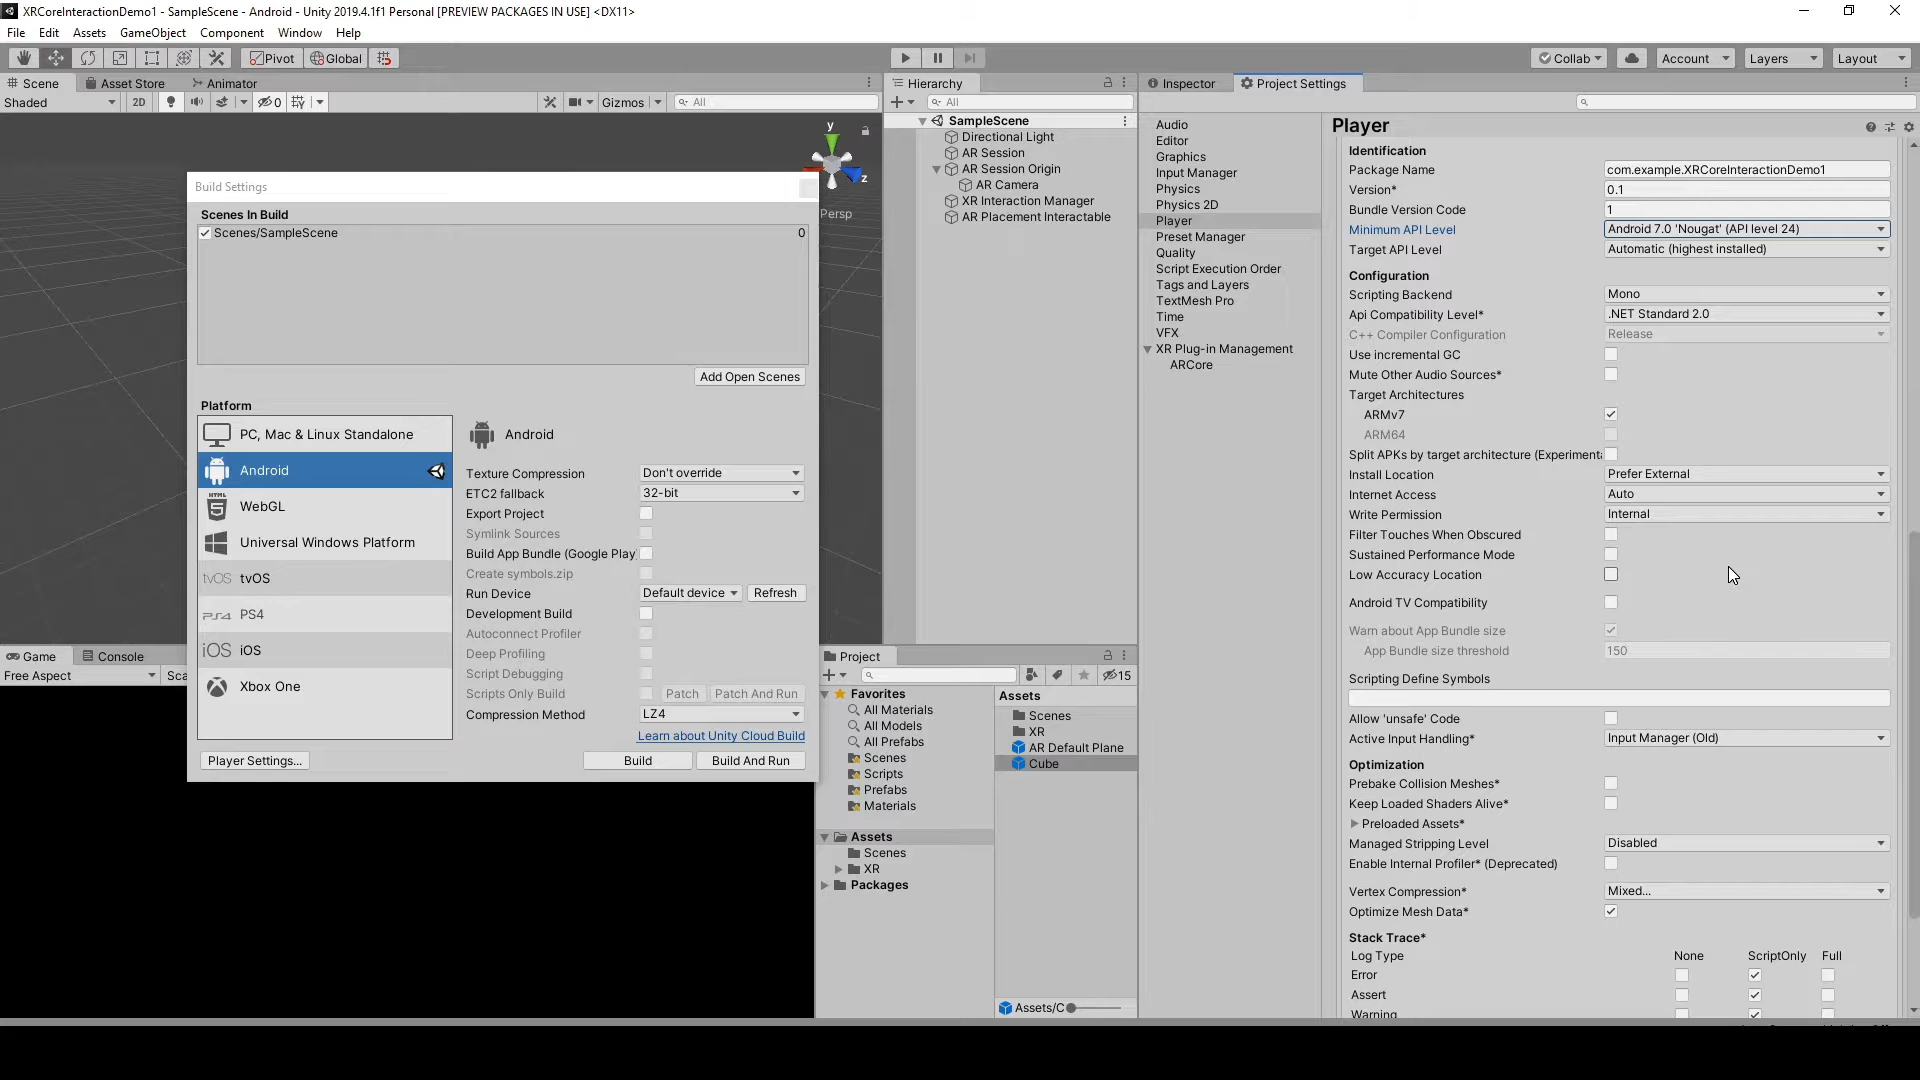 XRCoreInteractionDemo1 - SampleScene - Android - Unity 2019.4.1f1 Personal [PREVIEW PACKAGES IN USE] <DX11>
File Edit Assets GameObject Component Window Help
Pivot Global Collab Account Layers Layout
Scene Asset Store Animator
Shaded 2D 0 Gizmos All
y
z
Persp
Build Settings
Scenes In Build
Scenes/SampleScene 0
Add Open Scenes
Platform
PC, Mac & Linux Standalone
Android
HTML
WebGL
Universal Windows Platform
tvOS tvOS
PS4
iOS iOS
Xbox One
Player Settings...
Android
Texture Compression Don't override
ETC2 fallback 32-bit
Export Project
Symlink Sources
Build App Bundle (Google Play
Create symbols.zip
Run Device Default device Refresh
Development Build
Autoconnect Profiler
Deep Profiling
Script Debugging
Scripts Only Build Patch Patch And Run
Compression Method LZ4
Learn about Unity Cloud Build
Build Build And Run
Game Console
Free Aspect Sca
Hierarchy
All
SampleScene
Directional Light
AR Session
AR Session Origin
AR Camera
XR Interaction Manager
AR Placement Interactable
Project
15
Favorites
All Materials
All Models
All Prefabs
Scenes
Scripts
Prefabs
Materials
Assets
Scenes
XR
Packages
Assets
Scenes
XR
AR Default Plane
Cube
Assets/C
Inspector Project Settings
Audio
Editor
Graphics
Input Manager
Physics
Physics 2D
Player
Preset Manager
Quality
Script Execution Order
Tags and Layers
TextMesh Pro
Time
VFX
XR Plug-in Management
ARCore
Player
Identification
Package Name com.example.XRCoreInteractionDemo1
Version* 0.1
Bundle Version Code 1
Minimum API Level Android 7.0 'Nougat' (API level 24)
Target API Level Automatic (highest installed)
Configuration
Scripting Backend Mono
Api Compatibility Level* .NET Standard 2.0
C++ Compiler Configuration Release
Use incremental GC
Mute Other Audio Sources*
Target Architectures
ARMv7
ARM64
Split APKs by target architecture (Experiment
Install Location Prefer External
Internet Access Auto
Write Permission Internal
Filter Touches When Obscured
Sustained Performance Mode
Low Accuracy Location
Android TV Compatibility
Warn about App Bundle size
App Bundle size threshold 150
Scripting Define Symbols
Allow 'unsafe' Code
Active Input Handling* Input Manager (Old)
Optimization
Prebake Collision Meshes*
Keep Loaded Shaders Alive*
Preloaded Assets*
Managed Stripping Level Disabled
Enable Internal Profiler* (Deprecated)
Vertex Compression* Mixed...
Optimize Mesh Data*
Stack Trace*
Log Type None ScriptOnly Full
Error
Assert
Warning